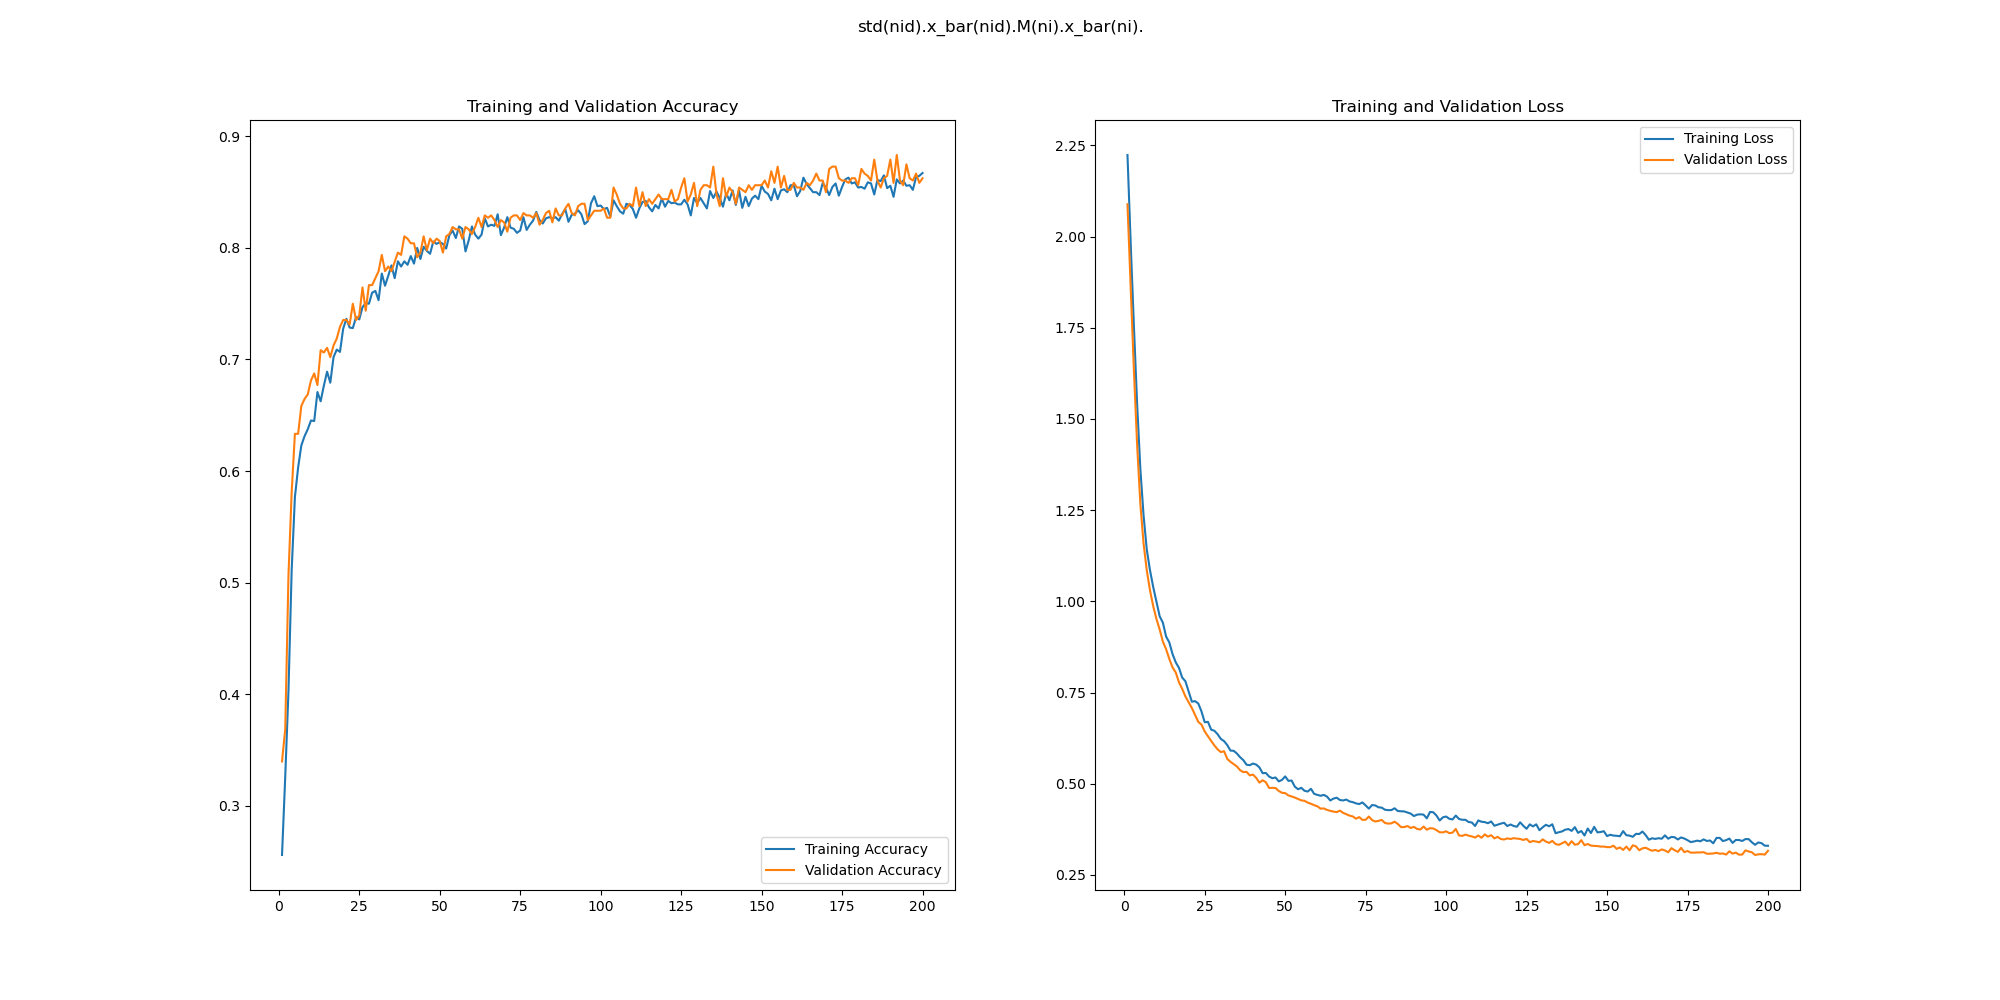 std(nid).x_bar(nid).M(ni).x_bar(ni).
Training and Validation Accuracy
0.9
0.8
0.7
0.6
0.5
0.4
0.3
0 25 50 75 100 125 150 175 200
Training Accuracy
Validation Accuracy
Training and Validation Loss
2.25
2.00
1.75
1.50
1.25
1.00
0.75
0.50
0.25
0 25 50 75 100 125 150 175 200
Training Loss
Validation Loss